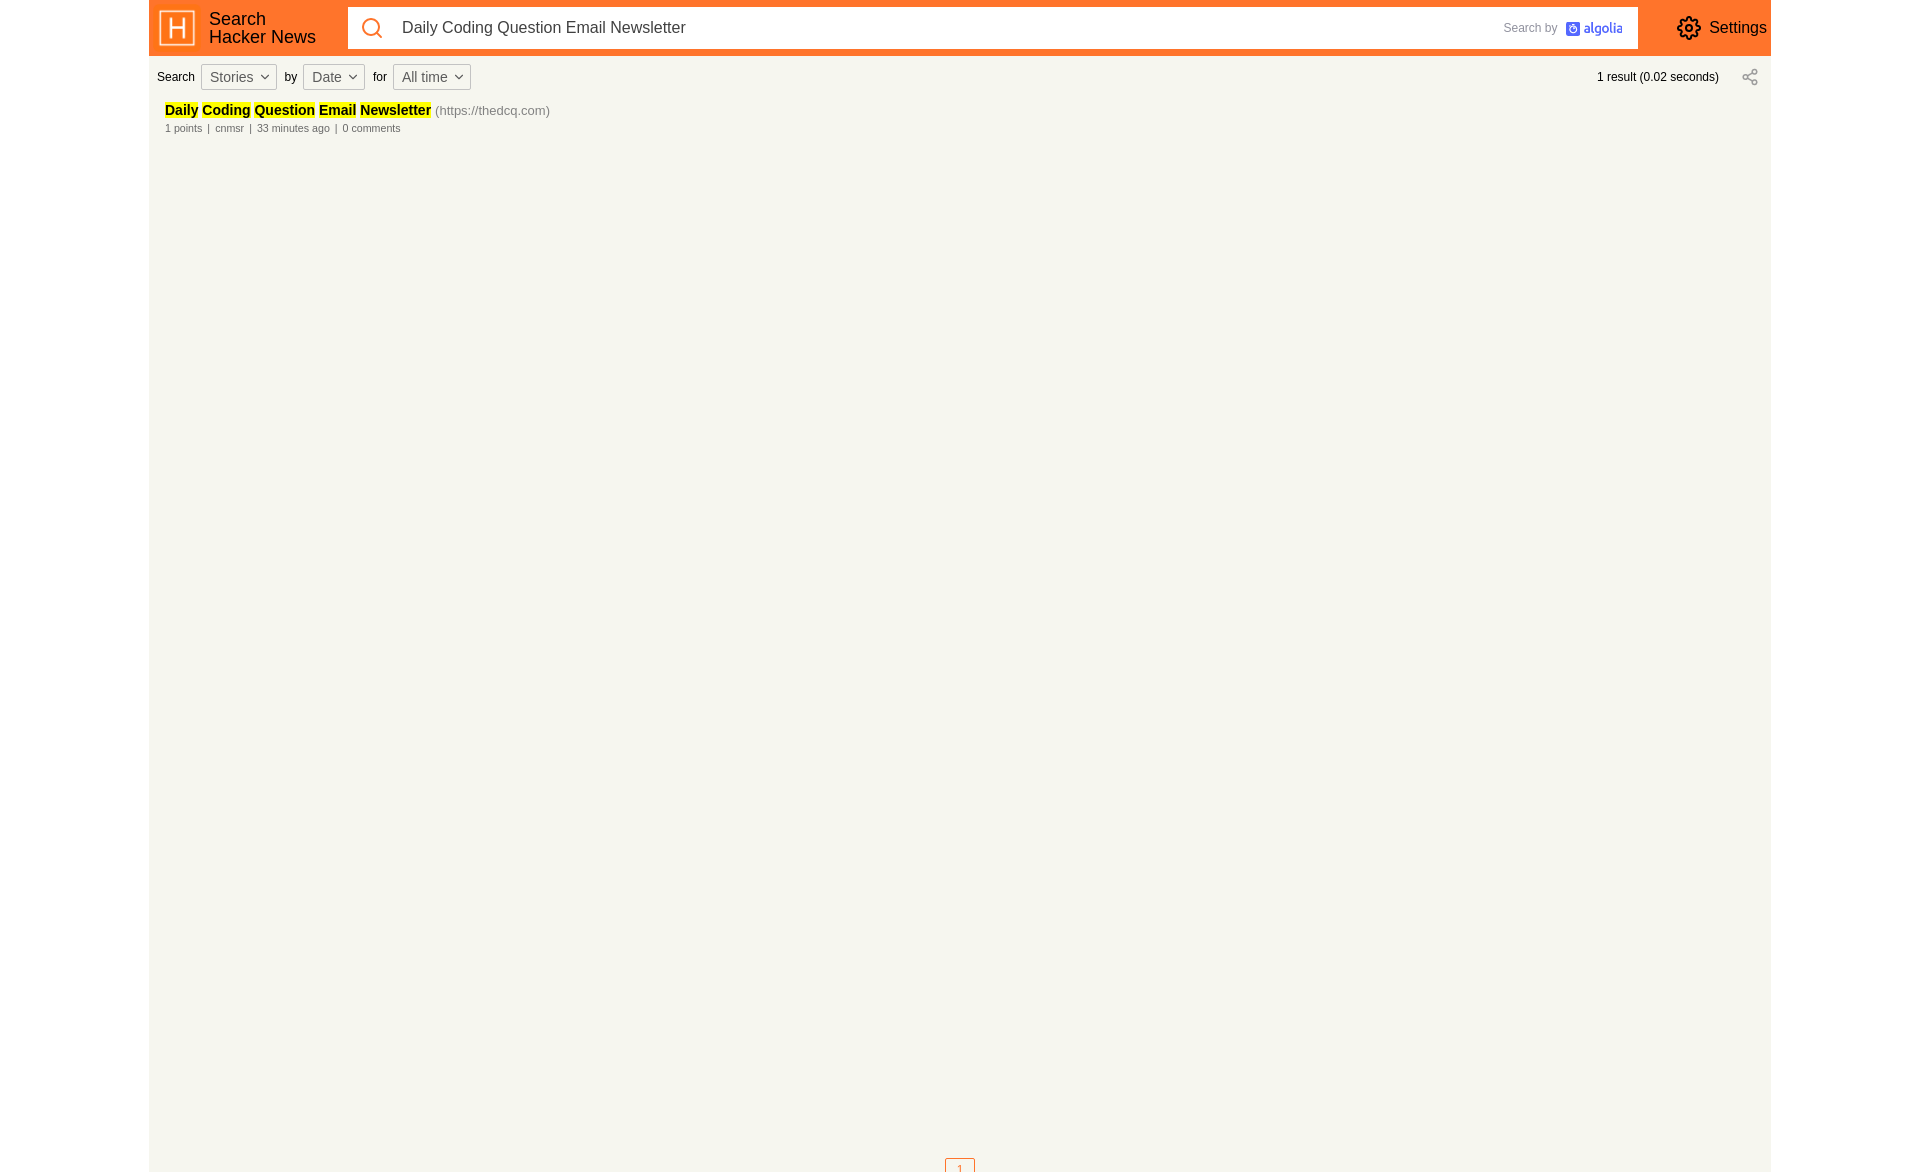 H
Search
Hacker News
Daily Coding Question Email Newsletter
Search by algolia
Settings
Search Stories by Date for All time
1 result (0.02 seconds)
Daily Coding Question Email Newsletter (https://thedcq.com)
1 points | cnmsr | 33 minutes ago | 0 comments
1